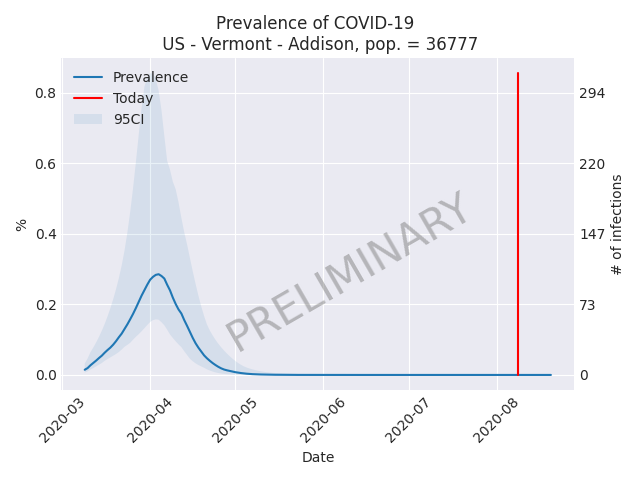 Prevalence of COVID-19
US - Vermont - Addison, pop. = 36777
Prevalence
Today
95CI
PRELIMINARY
%
0.8
0.6
0.4
0.2
0.0
294
220
147
73
0
# of infections
2020-03
2020-04
2020-05
2020-06
2020-07
2020-08
Date